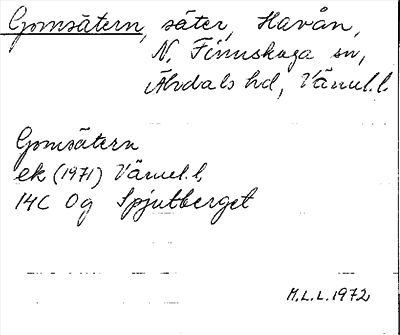 Gomsätern, säter, Havån,
N. Finnskoga sn,
Älvdals hd, Värml. l.
Gomsätern
ek (1971) Värml. l.
14C 0g Spjutberget
M.L.L. 1972